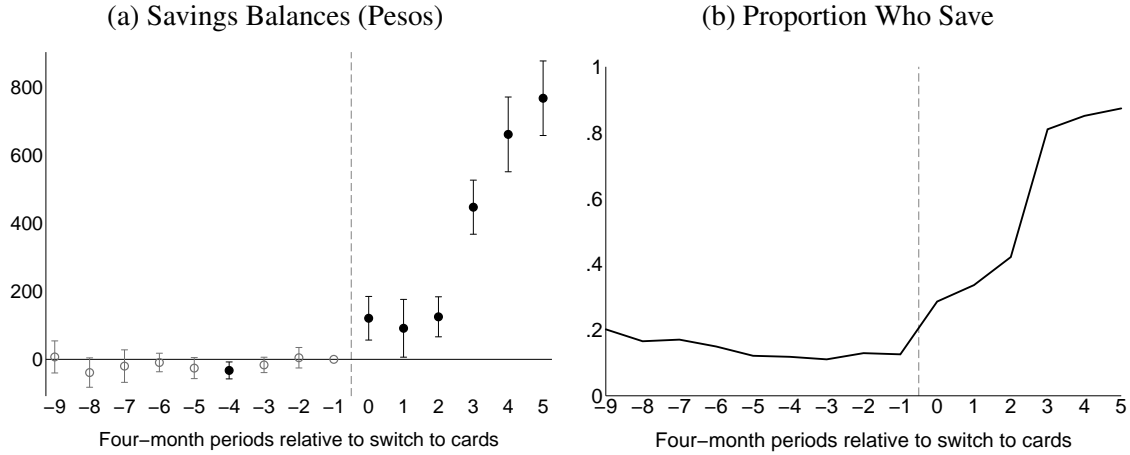 (a) Savings Balances (Pesos)
800
600
400
200
0
−9 −8 −7 −6 −5 −4 −3 −2 −1 0 1 2 3 4 5
Four−month periods relative to switch to cards
(b) Proportion Who Save
1
.8
.6
.4
.2
0
−9 −8 −7 −6 −5 −4 −3 −2 −1 0 1 2 3 4 5
Four−month periods relative to switch to cards